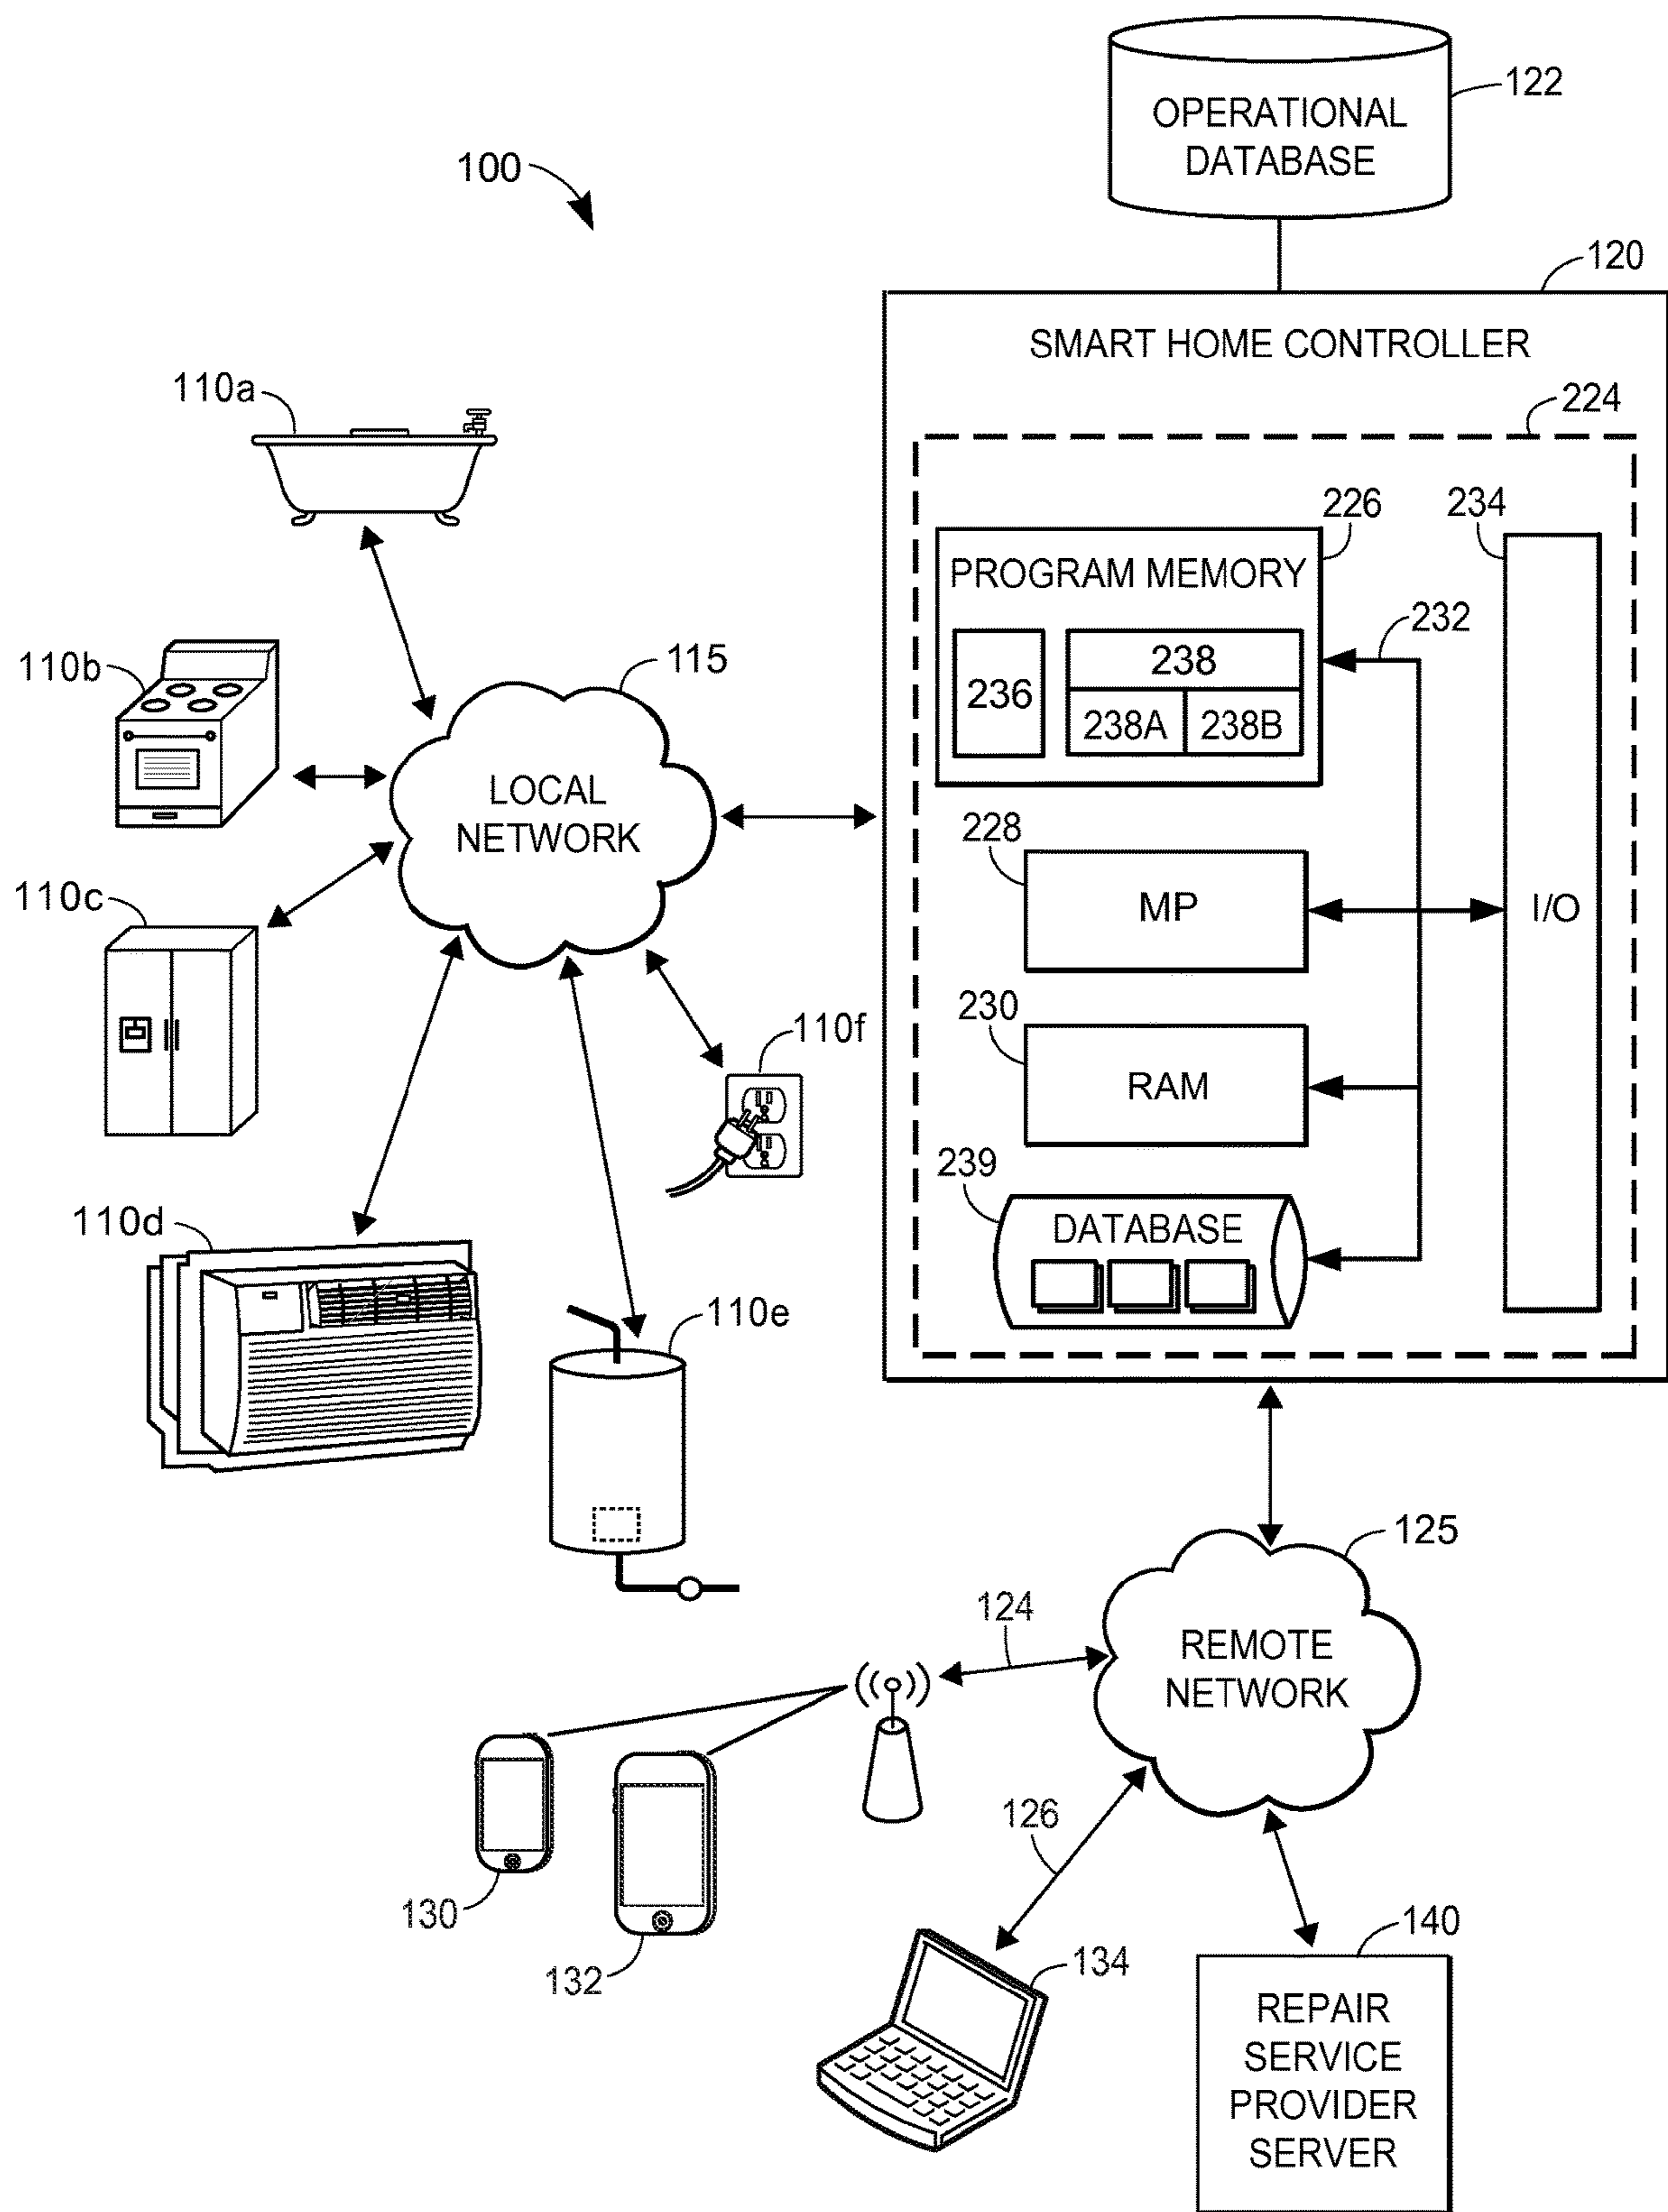 122
OPERATIONAL
DATABASE
100
120
SMART HOME CONTROLLER
224
110a
226
234
PROGRAM MEMORY
232
236
238
238A
238B
110b
115
LOCAL
NETWORK
228
MP
I/O
110c
230
RAM
110f
239
DATABASE
110d
110e
125
124
REMOTE
NETWORK
126
130
132
134
140
REPAIR
SERVICE
PROVIDER
SERVER